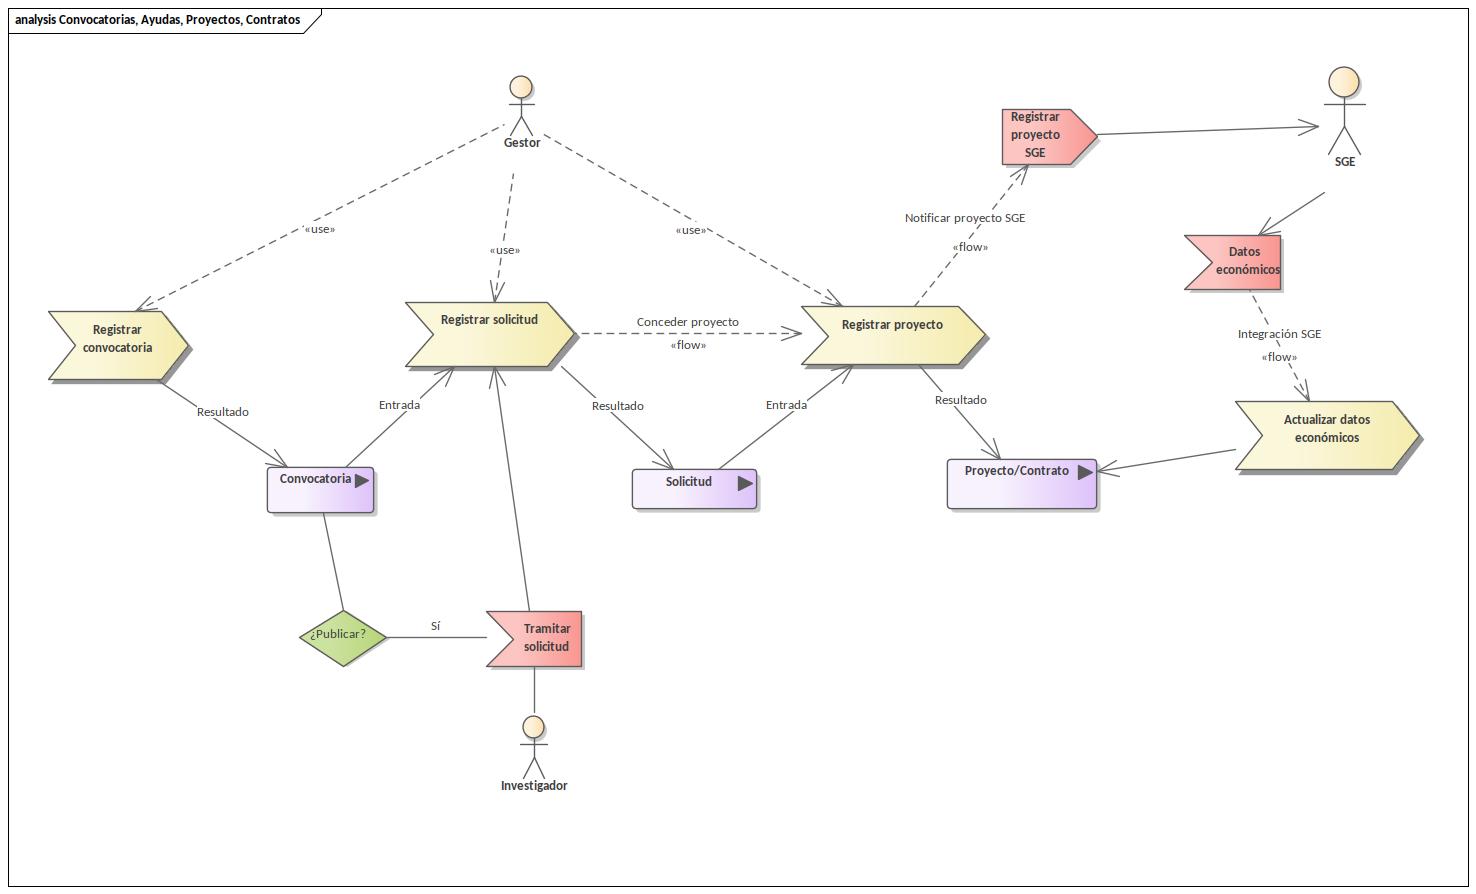 analysis Convocatorias, Ayudas, Proyectos, Contratos
Gestor
SGE
Registrar
proyecto
SGE
Notificar proyecto SGE
«flow»
«use»
«use»
«use»
Datos
económicos
Integración SGE
«flow»
Registrar
convocatoria
Registrar solicitud
Conceder proyecto
«flow»
Registrar proyecto
Actualizar datos
económicos
Resultado
Entrada
Resultado
Entrada
Resultado
Convocatoria
Solicitud
Proyecto/Contrato
¿Publicar?
Sí
Tramitar
solicitud
Investigador